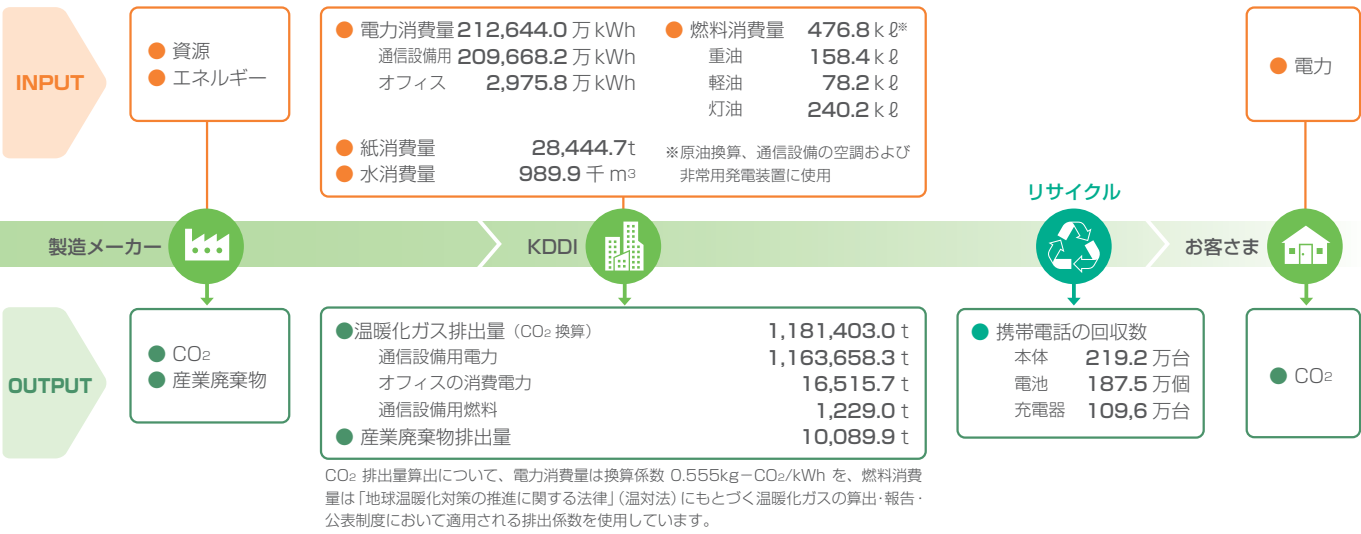 INPUT
● 資源
● エネルギー
● 電力消費量 212,644.0 万 kWh
通信設備用 209,668.2 万 kWh
オフィス 2,975.8 万 kWh
● 燃料消費量 476.8 kℓ※
重油 158.4 kℓ
軽油 78.2 kℓ
灯油 240.2 kℓ
● 紙消費量 28,444.7t
● 水消費量 989.9 千 m3
※原油換算、通信設備の空調および
非常用発電装置に使用
● 電力
製造メーカー
KDDI
リサイクル
お客さま
OUTPUT
● CO2
● 産業廃棄物
●温暖化ガス排出量(CO2 換算) 1,181,403.0 t
通信設備用電力 1,163,658.3 t
オフィスの消費電力 16,515.7 t
通信設備用燃料 1,229.0 t
● 産業廃棄物排出量 10,089.9 t
● 携帯電話の回収数
本体 219.2 万台
電池 187.5 万個
充電器 109,6 万台
● CO2
CO2 排出量算出について、電力消費量は換算係数 0.555kg−CO2/kWh を、燃料消費
量は「地球温暖化対策の推進に関する法律」(温対法)にもとづく温暖化ガスの算出・報告・
公表制度において適用される排出係数を使用しています。